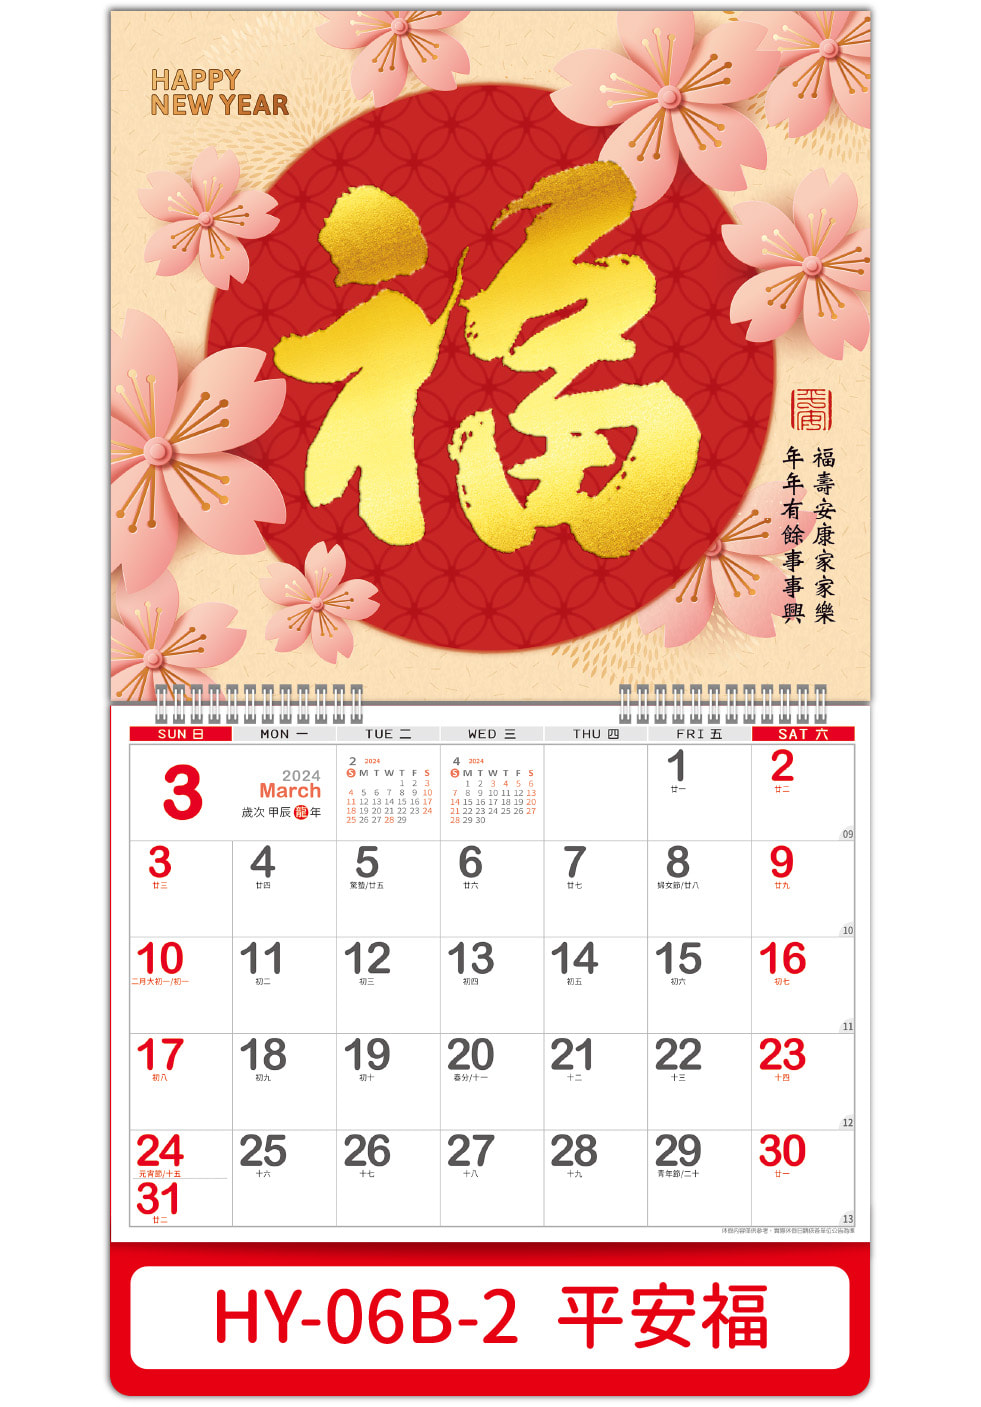 HAPPY
NEW YEAR
福
平安
福壽安康家家樂
年年有餘事事興
SUN 日 MON 一 TUE 二 WED 三 THU 四 FRI 五 SAT 六
3
2024
March
歲次 甲辰 龍 年
2 2024
S M T W T F S
1 2 3
4 5 6 7 8 9 10
11 12 13 14 15 16 17
18 19 20 21 22 23 24
25 26 27 28 29
4 2024
S M T W T F S
1 2 3 4 5 6
7 8 9 10 11 12 13
14 15 16 17 18 19 20
21 22 23 24 25 26 27
28 29 30
1 2
廿一 廿二
09
3 4 5 6 7 8 9
廿三 廿四 驚蟄/廿五 廿六 廿七 婦女節/廿八 廿九
10
10 11 12 13 14 15 16
二月大初一/初一 初二 初三 初四 初五 初六 初七
11
17 18 19 20 21 22 23
初八 初九 初十 春分/十一 十二 十三 十四
12
24 25 26 27 28 29 30
元宵節/十五 十六 十七 十八 十九 青年節/二十 廿一
31
廿二
13
HY-06B-2 平安福